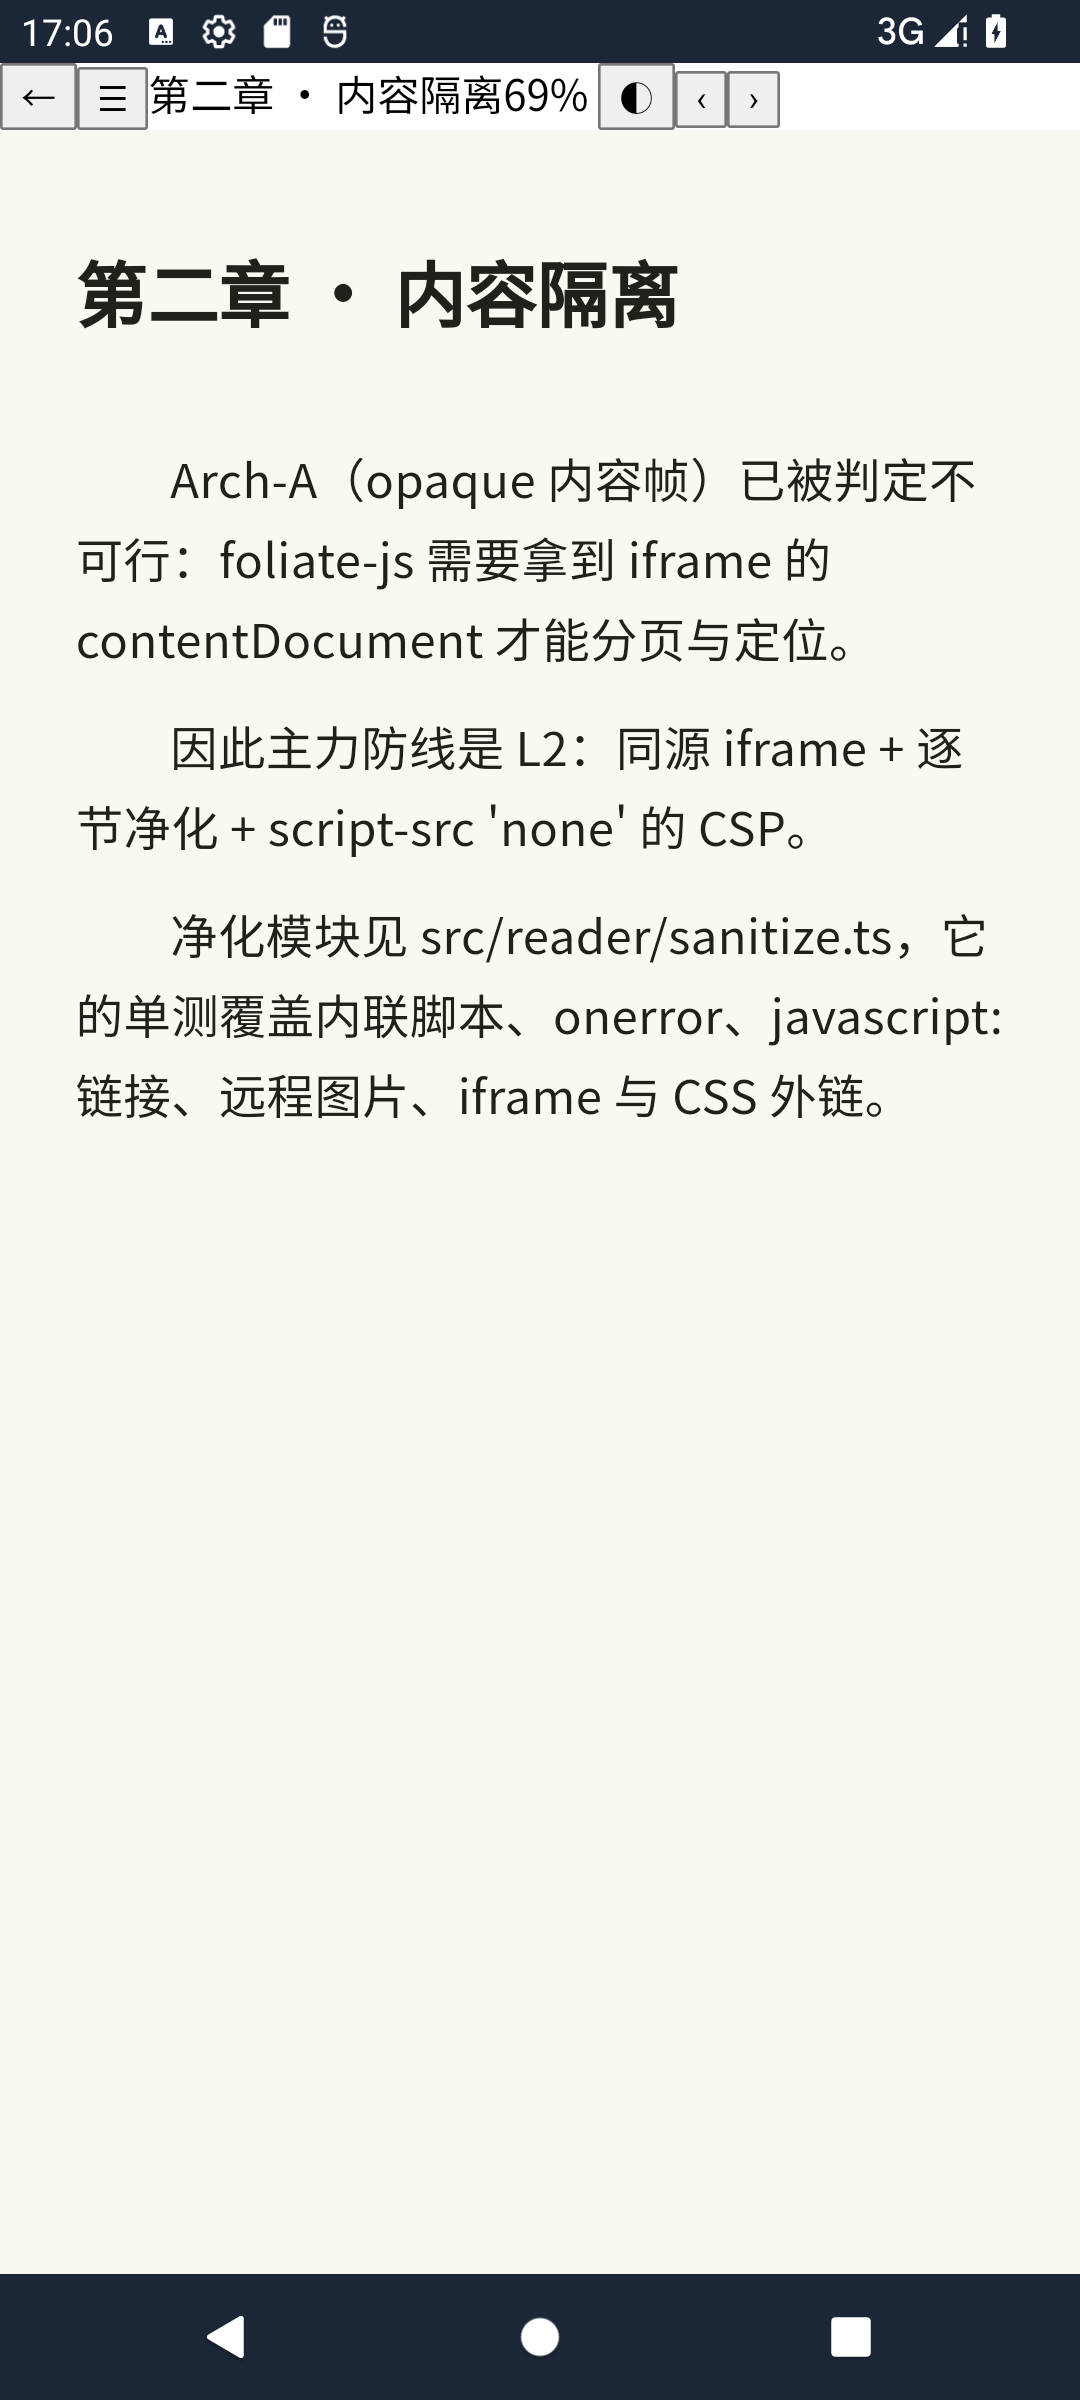 17:06
3G
第二章 · 内容隔离69%
第二章 · 内容隔离
Arch-A（opaque 内容帧）已被判定不
可行：foliate-js 需要拿到 iframe 的
contentDocument 才能分页与定位。
因此主力防线是 L2：同源 iframe + 逐
节净化 + script-src 'none' 的 CSP。
净化模块见 src/reader/sanitize.ts，它
的单测覆盖内联脚本、onerror、javascript:
链接、远程图片、iframe 与 CSS 外链。